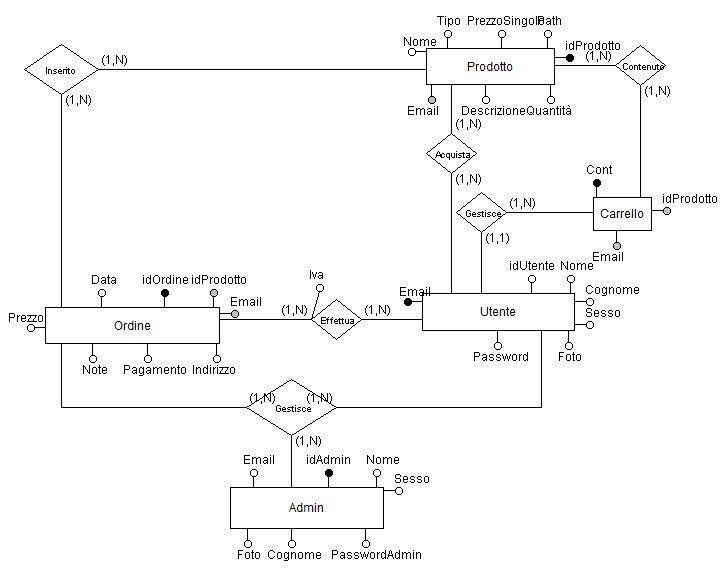 Tipo
PrezzoSingolo
Path
Nome
idProdotto
(1,N)
Inserito
(1,N)
Prodotto
(1,N)
Contenuto
(1,N)
(1,N)
Email
Descrizione
Quantità
(1,N)
Acquista
(1,N)
Cont
idProdotto
Gestisce
(1,N)
Carrello
(1,1)
Email
Data
idOrdine
idProdotto
Iva
idUtente
Nome
Email
Cognome
Email
(1,N)
(1,N)
Sesso
Prezzo
Ordine
Effettua
Utente
Note
Pagamento
Indirizzo
Password
Foto
(1,N)
(1,N)
Gestisce
(1,N)
Email
idAdmin
Nome
Sesso
Admin
Foto
Cognome
PasswordAdmin